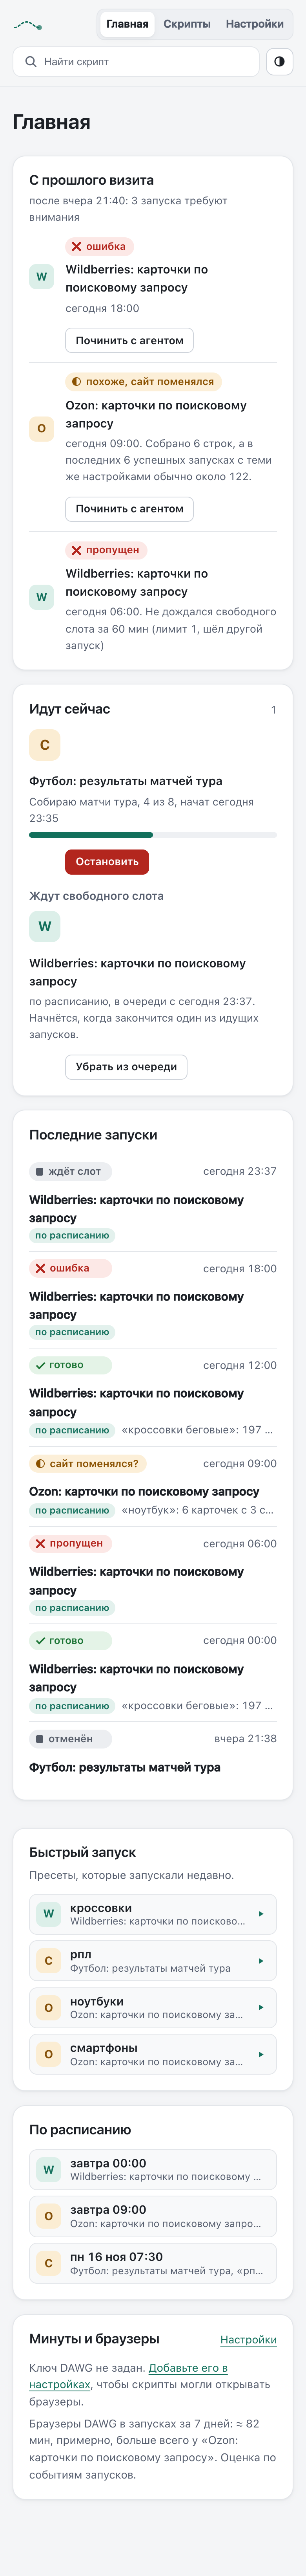 Главная Скрипты Настройки
Найти скрипт
Главная
С прошлого визита
после вчера 21:40: 3 запуска требуют
внимания
ошибка
W
Wildberries: карточки по
поисковому запросу
сегодня 18:00
Починить с агентом
похоже, сайт поменялся
O
Ozon: карточки по поисковому
запросу
сегодня 09:00. Собрано 6 строк, а в
последних 6 успешных запусках с теми
же настройками обычно около 122.
Починить с агентом
пропущен
W
Wildberries: карточки по
поисковому запросу
сегодня 06:00. Не дождался свободного
слота за 60 мин (лимит 1, шёл другой
запуск)
Идут сейчас 1
С
Футбол: результаты матчей тура
Собираю матчи тура, 4 из 8, начат сегодня
23:35
Остановить
Ждут свободного слота
W
Wildberries: карточки по поисковому
запросу
по расписанию, в очереди с сегодня 23:37.
Начнётся, когда закончится один из идущих
запусков.
Убрать из очереди
Последние запуски
ждёт слот сегодня 23:37
Wildberries: карточки по поисковому
запросу
по расписанию
ошибка сегодня 18:00
Wildberries: карточки по поисковому
запросу
по расписанию
готово сегодня 12:00
Wildberries: карточки по поисковому
запросу
по расписанию «кроссовки беговые»: 197 ...
сайт поменялся? сегодня 09:00
Ozon: карточки по поисковому запросу
по расписанию «ноутбук»: 6 карточек с 3 с...
пропущен сегодня 06:00
Wildberries: карточки по поисковому
запросу
по расписанию
готово сегодня 00:00
Wildberries: карточки по поисковому
запросу
по расписанию «кроссовки беговые»: 197 ...
отменён вчера 21:38
Футбол: результаты матчей тура
Быстрый запуск
Пресеты, которые запускали недавно.
W кроссовки
Wildberries: карточки по поисково...
С рпл
Футбол: результаты матчей тура
O ноутбуки
Ozon: карточки по поисковому за...
O смартфоны
Ozon: карточки по поисковому за...
По расписанию
W завтра 00:00
Wildberries: карточки по поисковому ...
O завтра 09:00
Ozon: карточки по поисковому запро...
С пн 16 ноя 07:30
Футбол: результаты матчей тура, «рп...
Минуты и браузеры Настройки
Ключ DAWG не задан. Добавьте его в
настройках, чтобы скрипты могли открывать
браузеры.
Браузеры DAWG в запусках за 7 дней: ≈ 82
мин, примерно, больше всего у «Ozon:
карточки по поисковому запросу». Оценка по
событиям запусков.